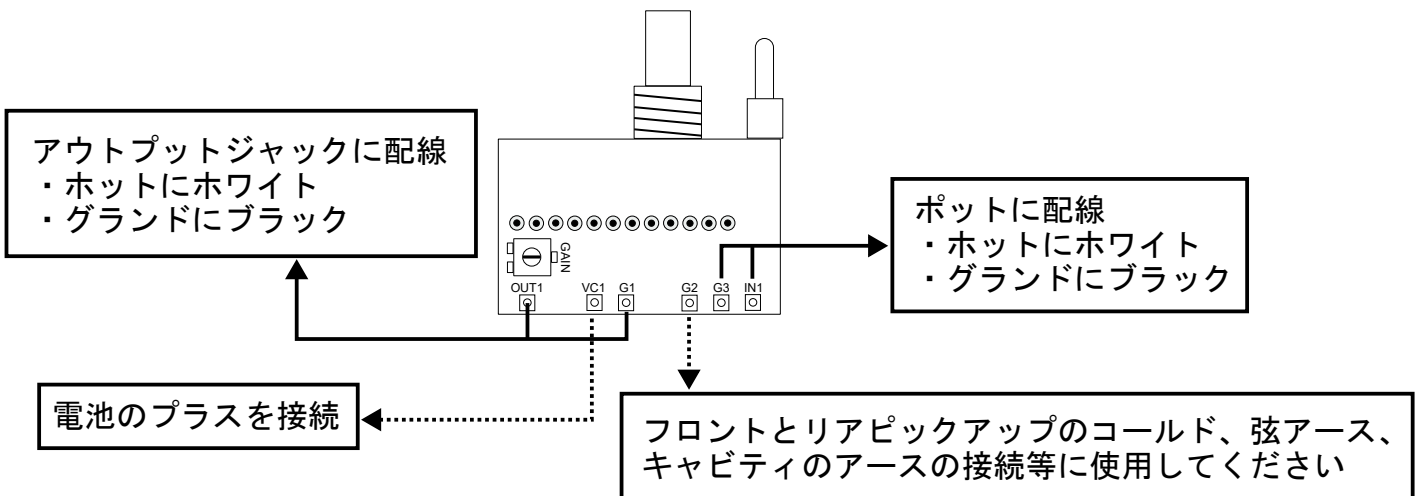 アウトプットジャックに配線
・ホットにホワイト
・グランドにブラック
ポットに配線
・ホットにホワイト
・グランドにブラック
GAIN
OUT1
VC1
G1
G2
G3
IN1
電池のプラスを接続
フロントとリアピックアップのコールド、弦アース、
キャビティのアースの接続等に使用してください